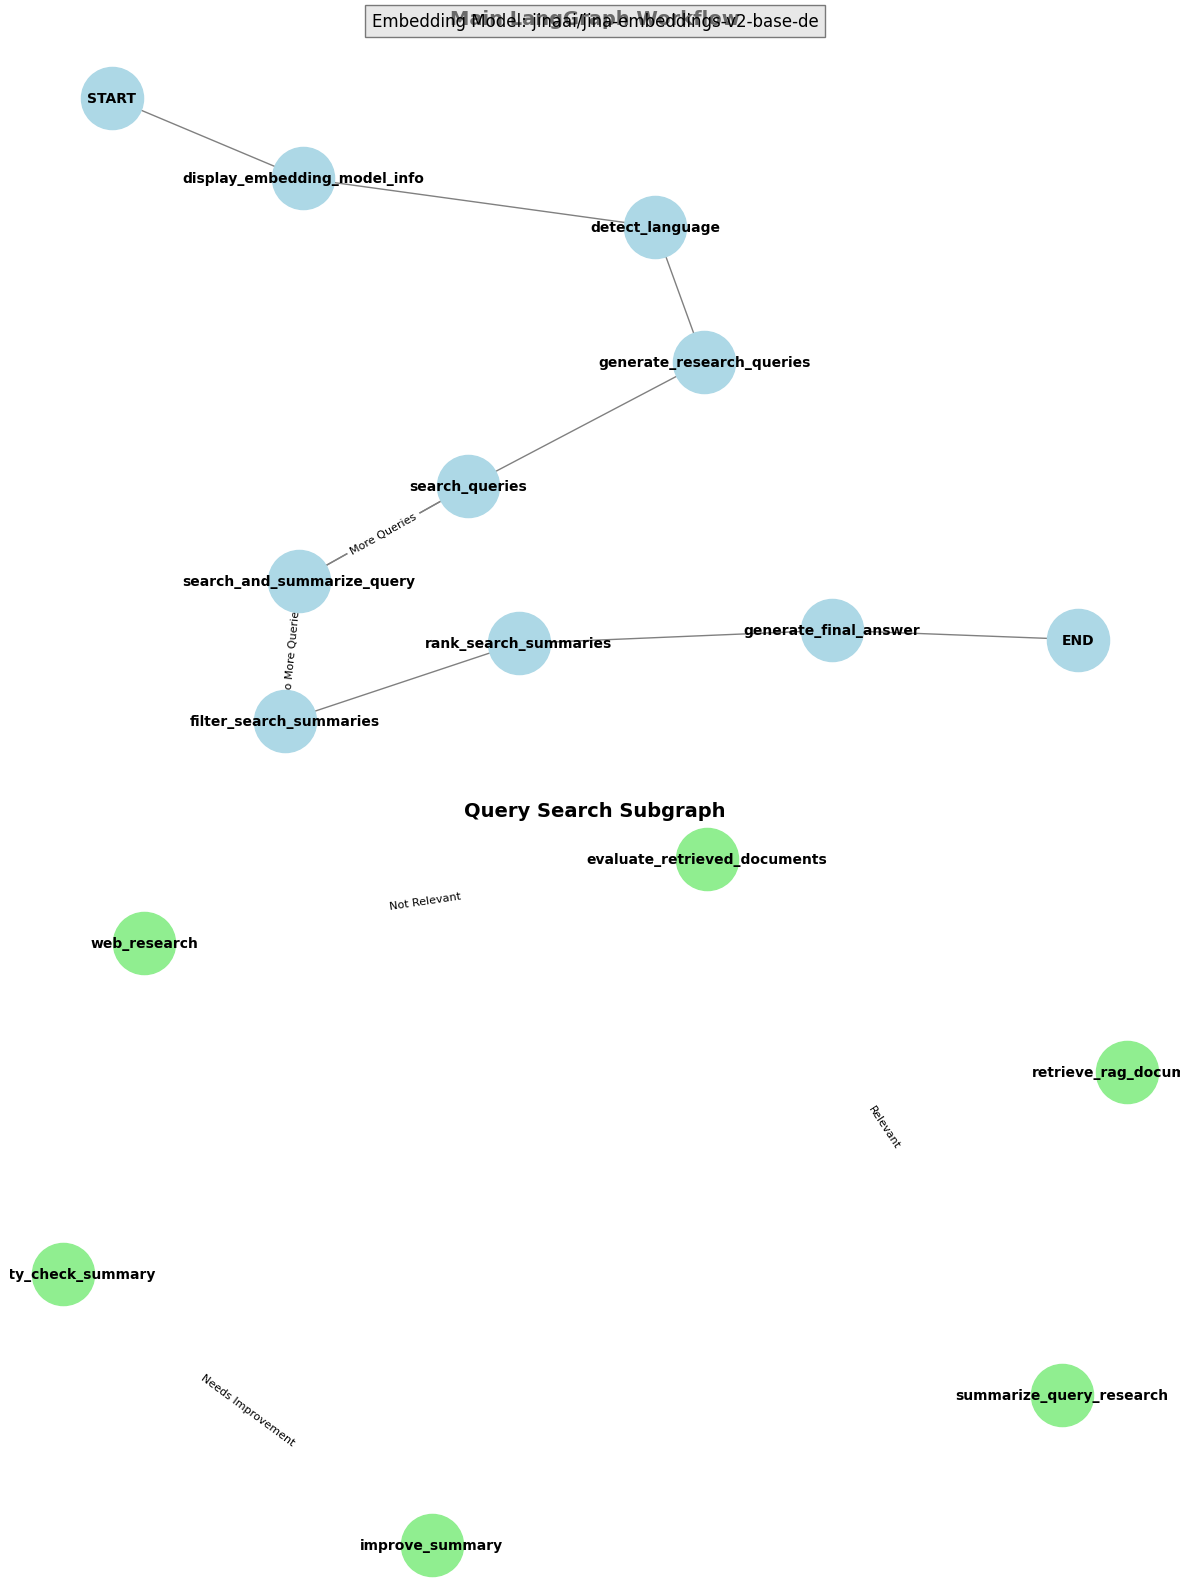 Main LangGraph Workflow
Embedding Model: jinaai/jina-embeddings-v2-base-de
START
display_embedding_model_info
detect_language
generate_research_queries
search_queries
More Queries
search_and_summarize_query
o More Querie
rank_search_summaries
generate_final_answer
END
filter_search_summaries
Query Search Subgraph
evaluate_retrieved_documents
Not Relevant
web_research
retrieve_rag_docum
Relevant
ty_check_summary
summarize_query_research
Needs Improvement
improve_summary